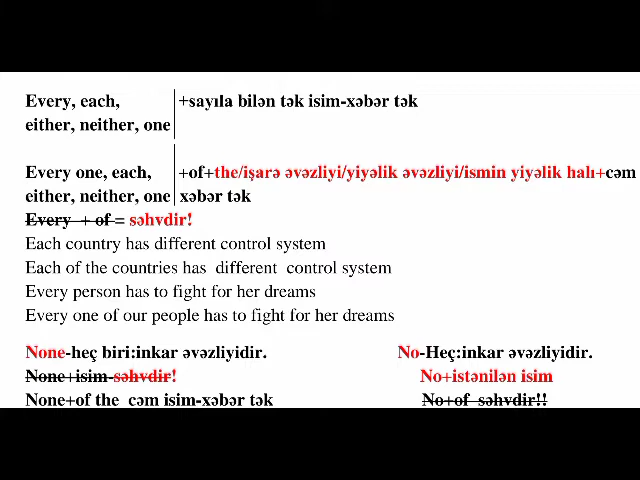 Every, each, +sayıla bilən tək isim-xəbər tək
either, neither, one
Every one, each, +of+the/işarə əvəzliyi/yiyəlik əvəzliyi/ismin yiyəlik halı+cəm
either, neither, one xəbər tək
Every + of = səhvdir!
Each country has different control system
Each of the countries has different control system
Every person has to fight for her dreams
Every one of our people has to fight for her dreams
None-heç biri:inkar əvəzliyidir. No-Heç:inkar əvəzliyidir.
None+isim-səhvdir! No+istənilən isim
None+of the cəm isim-xəbər tək No+of səhvdir!!